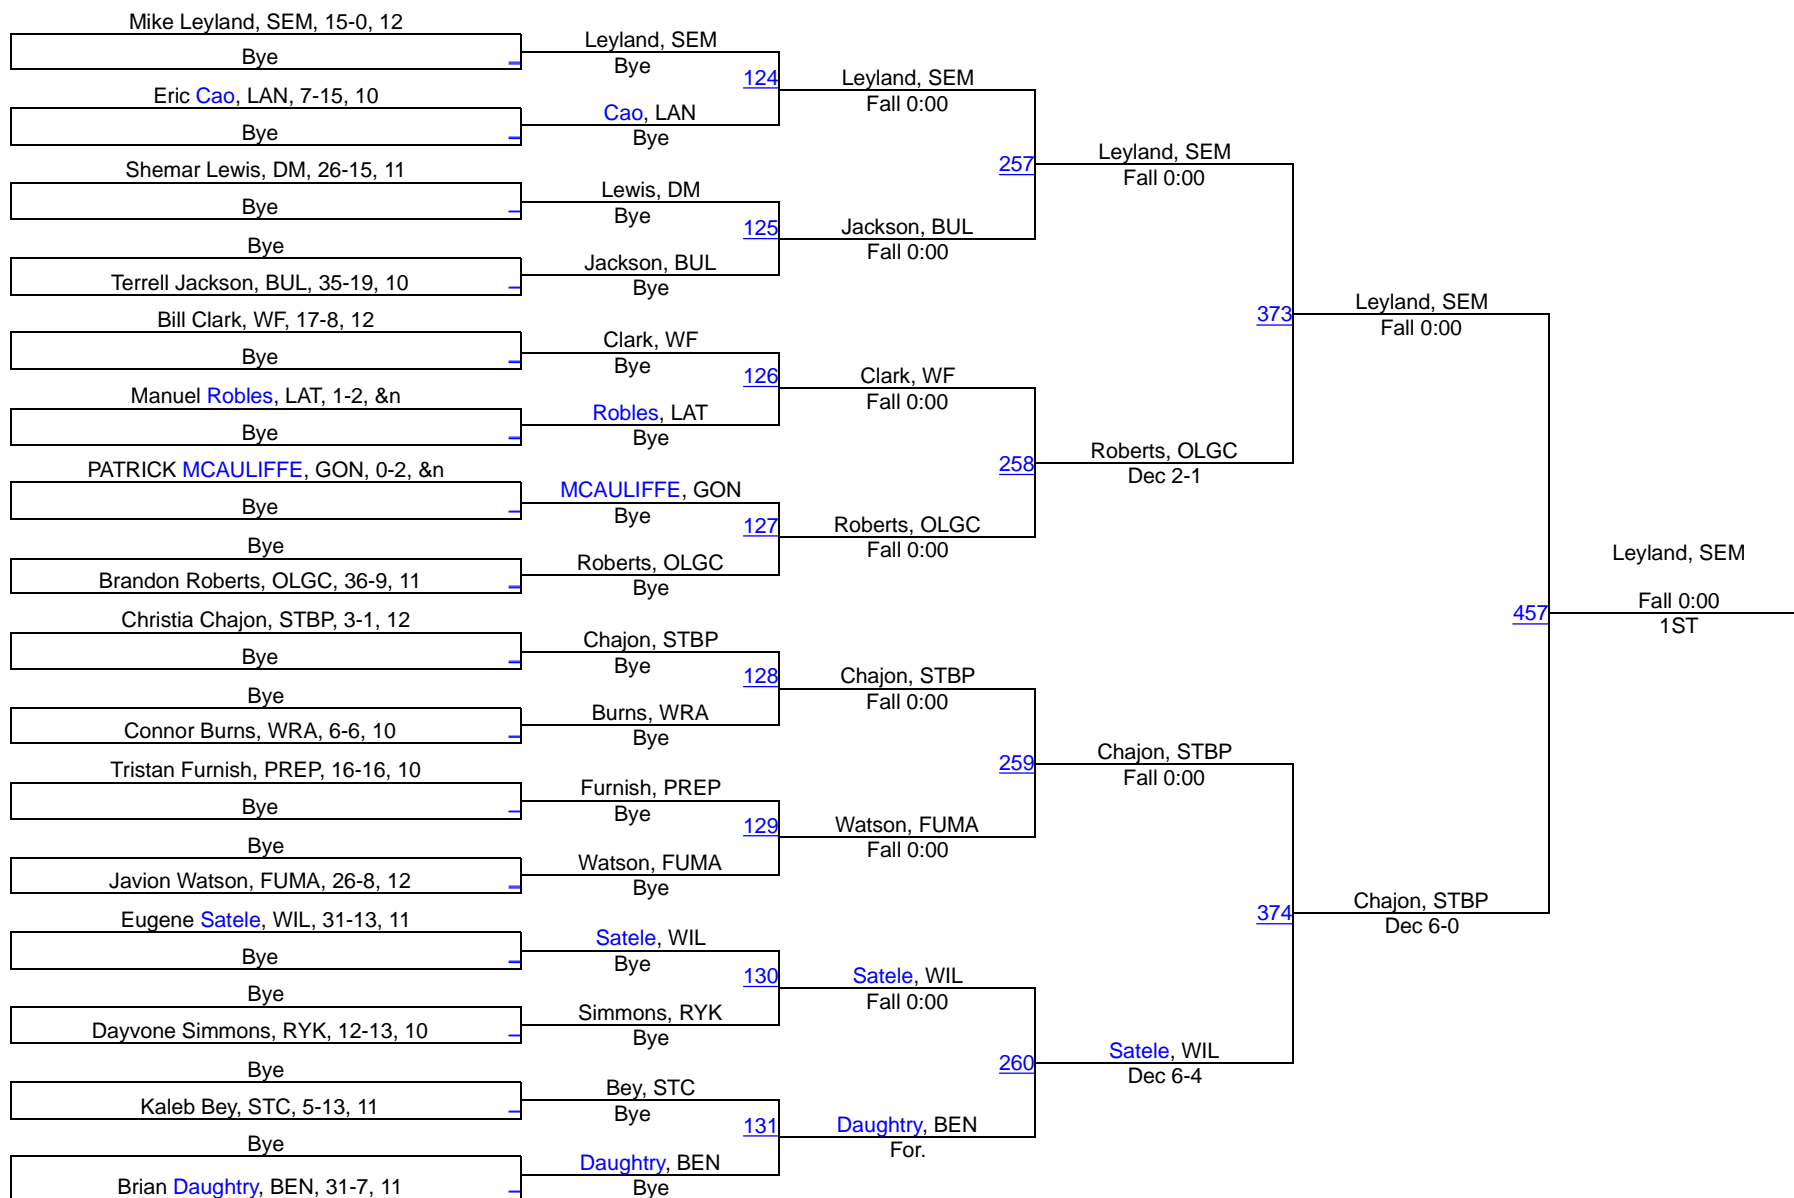 Mike Leyland, SEM, 15-0, 12
Bye
Eric Cao, LAN, 7-15, 10
Bye
Shemar Lewis, DM, 26-15, 11
Bye
Bye
Terrell Jackson, BUL, 35-19, 10
Bill Clark, WF, 17-8, 12
Bye
Manuel Robles, LAT, 1-2, &n
Bye
PATRICK MCAULIFFE, GON, 0-2, &n
Bye
Bye
Brandon Roberts, OLGC, 36-9, 11
Christia Chajon, STBP, 3-1, 12
Bye
Bye
Connor Burns, WRA, 6-6, 10
Tristan Furnish, PREP, 16-16, 10
Bye
Bye
Javion Watson, FUMA, 26-8, 12
Eugene Satele, WIL, 31-13, 11
Bye
Bye
Dayvone Simmons, RYK, 12-13, 10
Bye
Kaleb Bey, STC, 5-13, 11
Bye
Brian Daughtry, BEN, 31-7, 11
Leyland, SEM
Bye
124
Cao, LAN
Bye
Lewis, DM
Bye
125
Jackson, BUL
Bye
Clark, WF
Bye
126
Robles, LAT
Bye
MCAULIFFE, GON
Bye
127
Roberts, OLGC
Bye
Chajon, STBP
Bye
128
Burns, WRA
Bye
Furnish, PREP
Bye
129
Watson, FUMA
Bye
Satele, WIL
Bye
130
Simmons, RYK
Bye
Bey, STC
Bye
131
Daughtry, BEN
Bye
Leyland, SEM
Fall 0:00
257
Jackson, BUL
Fall 0:00
Clark, WF
Fall 0:00
258
Roberts, OLGC
Fall 0:00
Chajon, STBP
Fall 0:00
259
Watson, FUMA
Fall 0:00
Satele, WIL
Fall 0:00
260
Daughtry, BEN
For.
Leyland, SEM
Fall 0:00
373
Roberts, OLGC
Dec 2-1
Chajon, STBP
Fall 0:00
374
Satele, WIL
Dec 6-4
Leyland, SEM
Fall 0:00
457
Chajon, STBP
Dec 6-0
Leyland, SEM
Fall 0:00
1ST